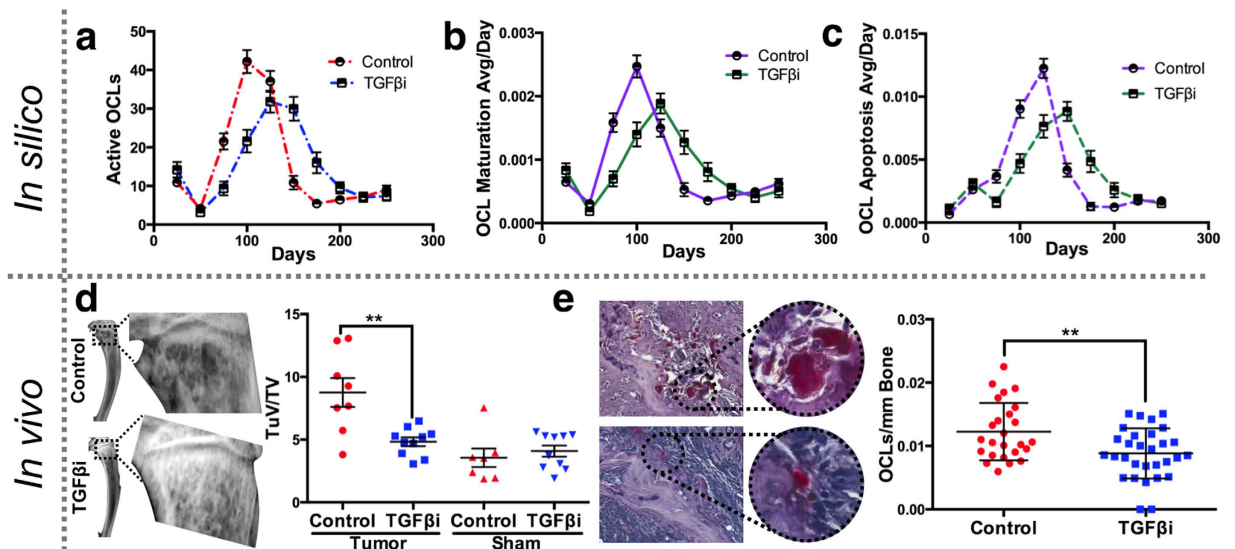 In silico
a
Active OCLs
50
40
30
20
10
0
0
100
200
300
Days
Control
TGFβi
b
OCL Maturation Avg/Day
0.003
0.002
0.001
0.000
0
100
200
300
Days
Control
TGFβi
c
OCL Apoptosis Avg/Day
0.015
0.010
0.005
0.000
0
100
200
300
Days
Control
TGFβi
In vivo
d
Control
TGFβi
TuV/TV
15
10
5
0
**
Control TGFβi Control TGFβi
Tumor Sham
e
OCLs/mm Bone
0.03
0.02
0.01
0.00
**
Control TGFβi